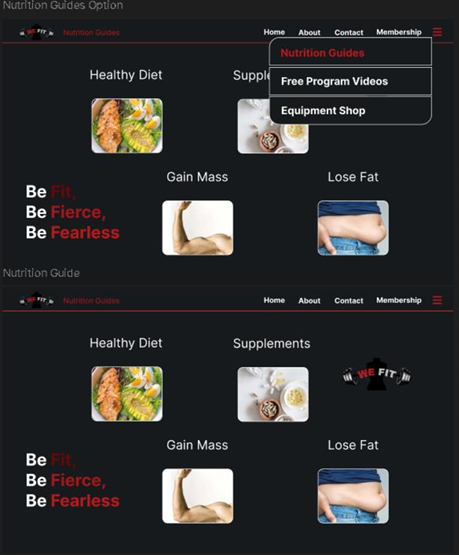 Nutrition Guides Option
WE FIT Nutrition Guides Home About Contact Membership
Nutrition Guides
Healthy Diet
Free Program Videos
Equipment Shop
Gain Mass Lose Fat
Be Fit,
Be Fierce,
Be Fearless
Nutrition Guide
WE FIT Nutrition Guides Home About Contact Membership
Healthy Diet Supplements
WE FIT
Gain Mass Lose Fat
Be Fit,
Be Fierce,
Be Fearless